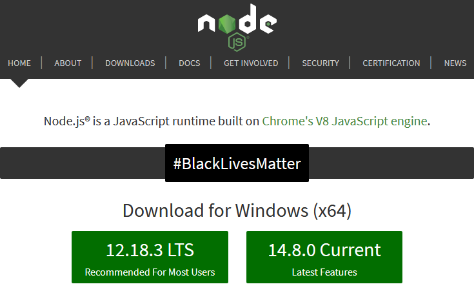 node
JS
HOME | ABOUT | DOWNLOADS | DOCS | GET INVOLVED | SECURITY | CERTIFICATION | NEWS
Node.js® is a JavaScript runtime built on Chrome's V8 JavaScript engine.
#BlackLivesMatter
Download for Windows (x64)
12.18.3 LTS 14.8.0 Current
Recommended For Most Users Latest Features